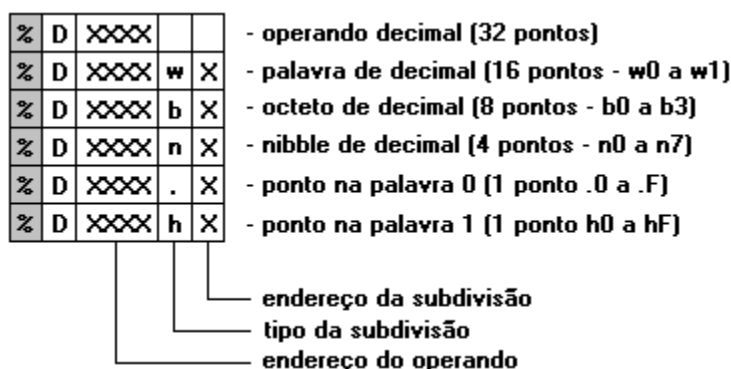 % D XXXX - operando decimal (32 pontos)
% D XXXX w X - palavra de decimal (16 pontos - w0 a w1)
% D XXXX b X - octeto de decimal (8 pontos - b0 a b3)
% D XXXX n X - nibble de decimal (4 pontos - n0 a n7)
% D XXXX . X - ponto na palavra 0 (1 ponto .0 a .F)
% D XXXX h X - ponto na palavra 1 (1 ponto h0 a hF)
endereço da subdivisão
tipo da subdivisão
endereço do operando